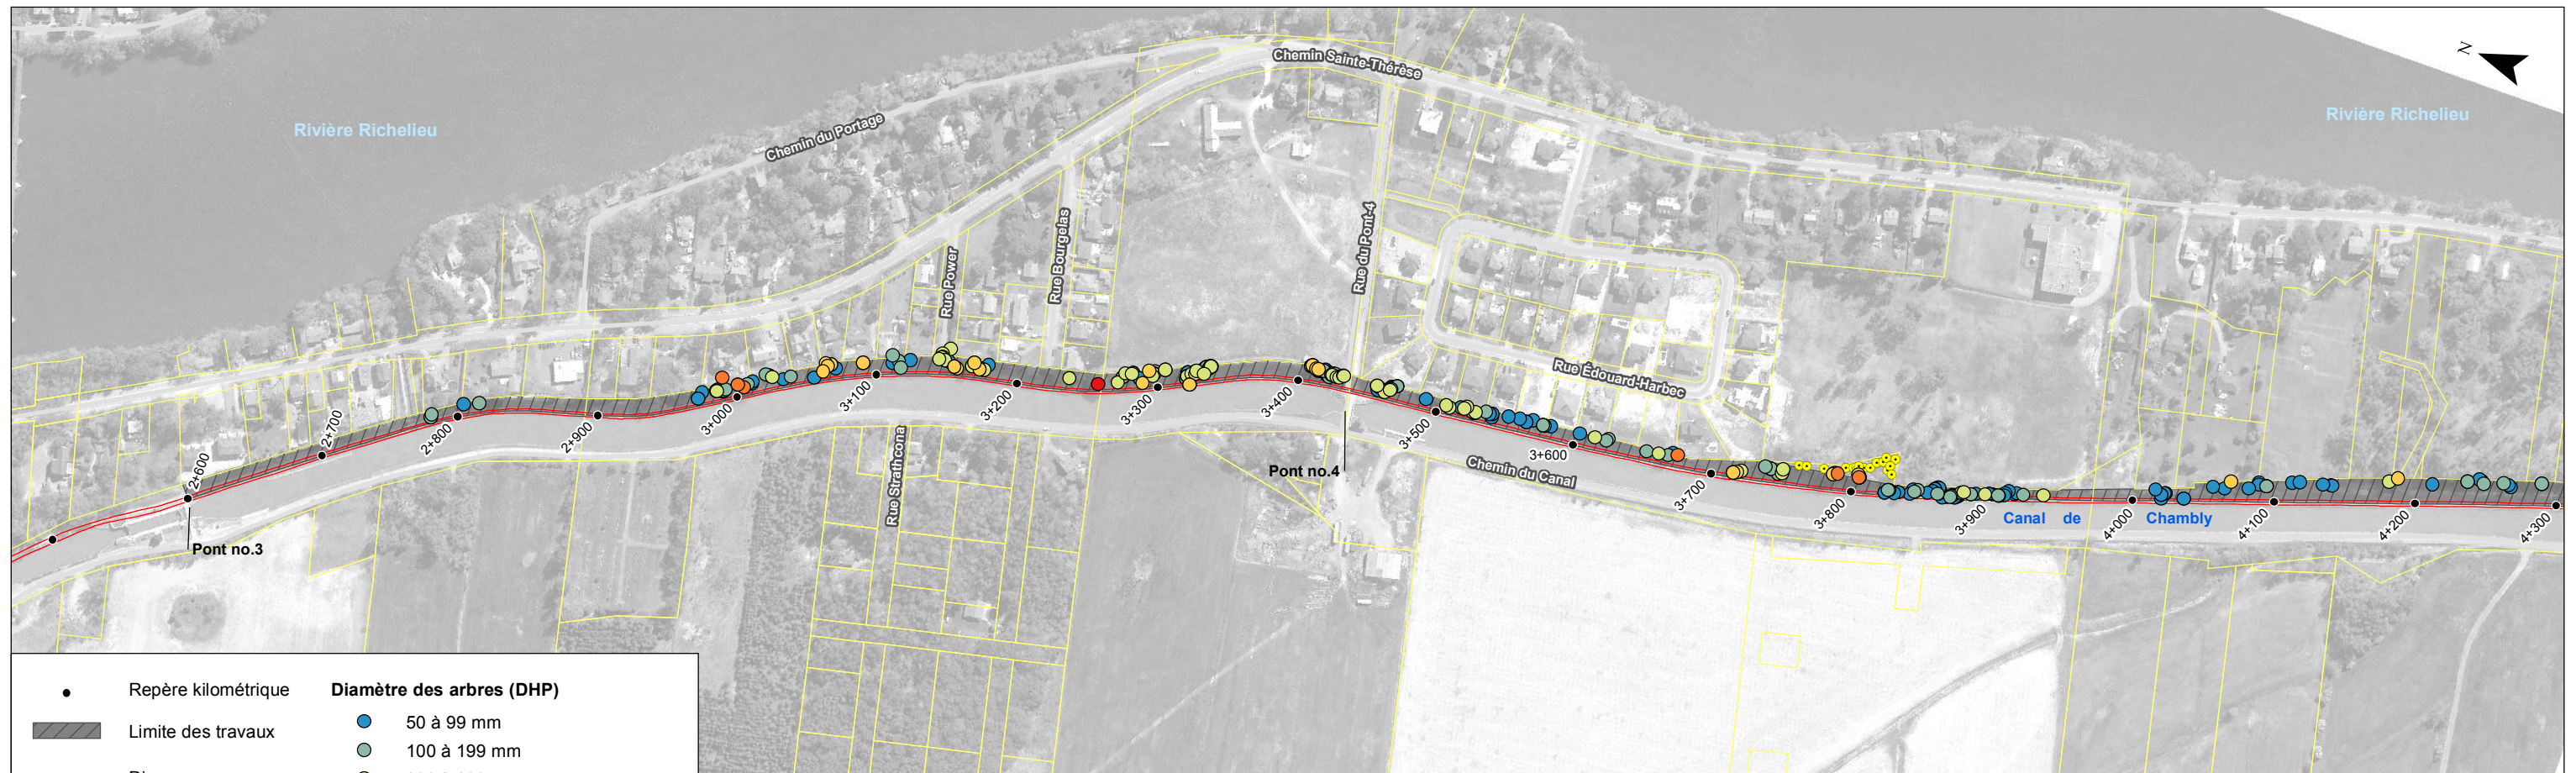 Chemin Sainte-Thérèse
N
Rivière Richelieu
Rivière Richelieu
Chemin du Portage
Rue Power
Rue Bourgelas
Rue du Pont-4
Rue Édouard-Harbec
2+600
2+700
2+800
2+900
3+000
3+100
3+200
3+300
3+400
3+500
3+600
3+700
3+800
3+900
4+000
4+100
4+200
4+300
Rue Strathcona
Pont no.3
Pont no.4
Chemin du Canal
Canal de Chambly
Repère kilométrique
Limite des travaux
Diamètre des arbres (DHP)
50 à 99 mm
100 à 199 mm